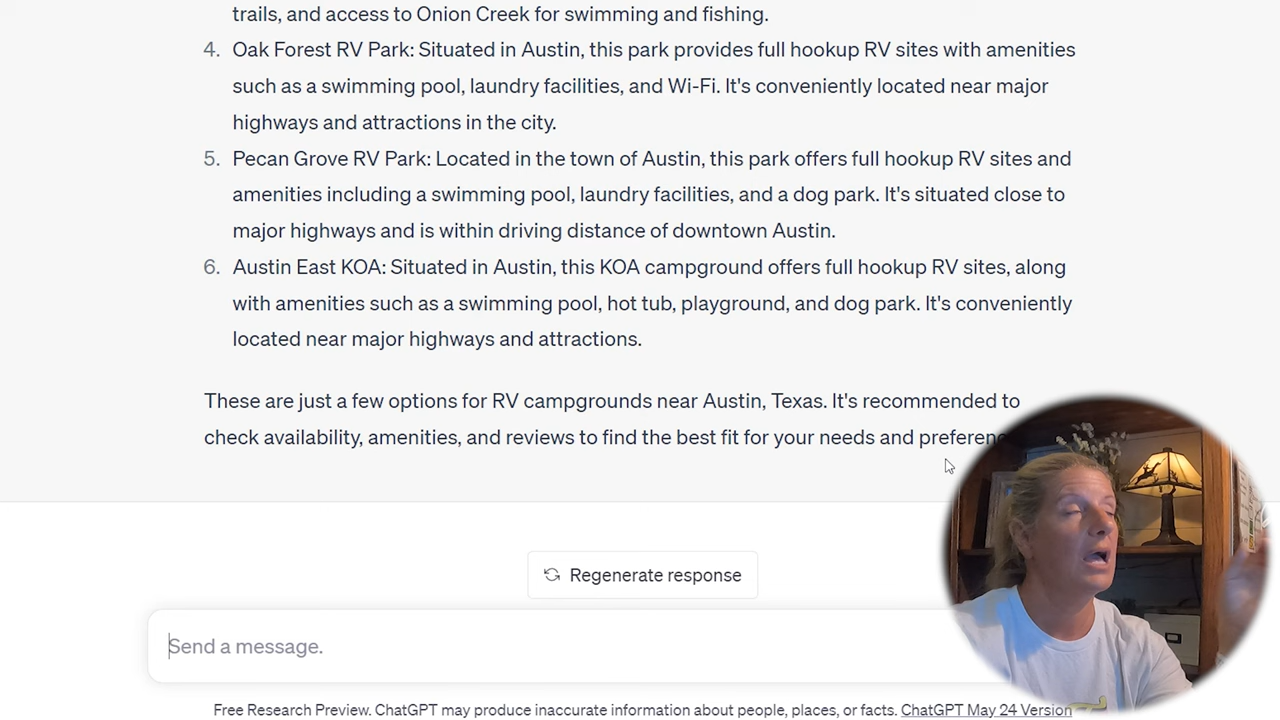 trails, and access to Onion Creek for swimming and fishing.
4. Oak Forest RV Park: Situated in Austin, this park provides full hookup RV sites with amenities
such as a swimming pool, laundry facilities, and Wi-Fi. It's conveniently located near major
highways and attractions in the city.
5. Pecan Grove RV Park: Located in the town of Austin, this park offers full hookup RV sites and
amenities including a swimming pool, laundry facilities, and a dog park. It's situated close to
major highways and is within driving distance of downtown Austin.
6. Austin East KOA: Situated in Austin, this KOA campground offers full hookup RV sites, along
with amenities such as a swimming pool, hot tub, playground, and dog park. It's conveniently
located near major highways and attractions.
These are just a few options for RV campgrounds near Austin, Texas. It's recommended to
check availability, amenities, and reviews to find the best fit for your needs and
Regenerate response
Send a message.
Free Research Preview. ChatGPT may produce inaccurate information about people, places, or facts. ChatGPT May 24 Version